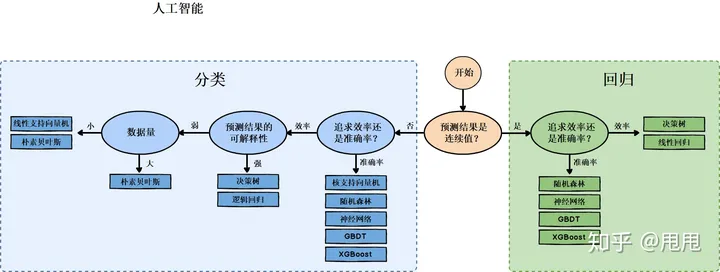 人工智能
分类
开始
回归
线性支持向量机
朴素贝叶斯
小
数据量
弱
预测结果的
可解释性
效率
追求效率还
是准确率？
否
预测结果是
连续值？
是
追求效率还
是准确率？
效率
决策树
线性回归
大
朴素贝叶斯
强
决策树
逻辑回归
准确率
核支持向量机
随机森林
神经网络
GBDT
XGBoost
准确率
随机森林
神经网络
GBDT
XGBoost
知乎 @甩甩